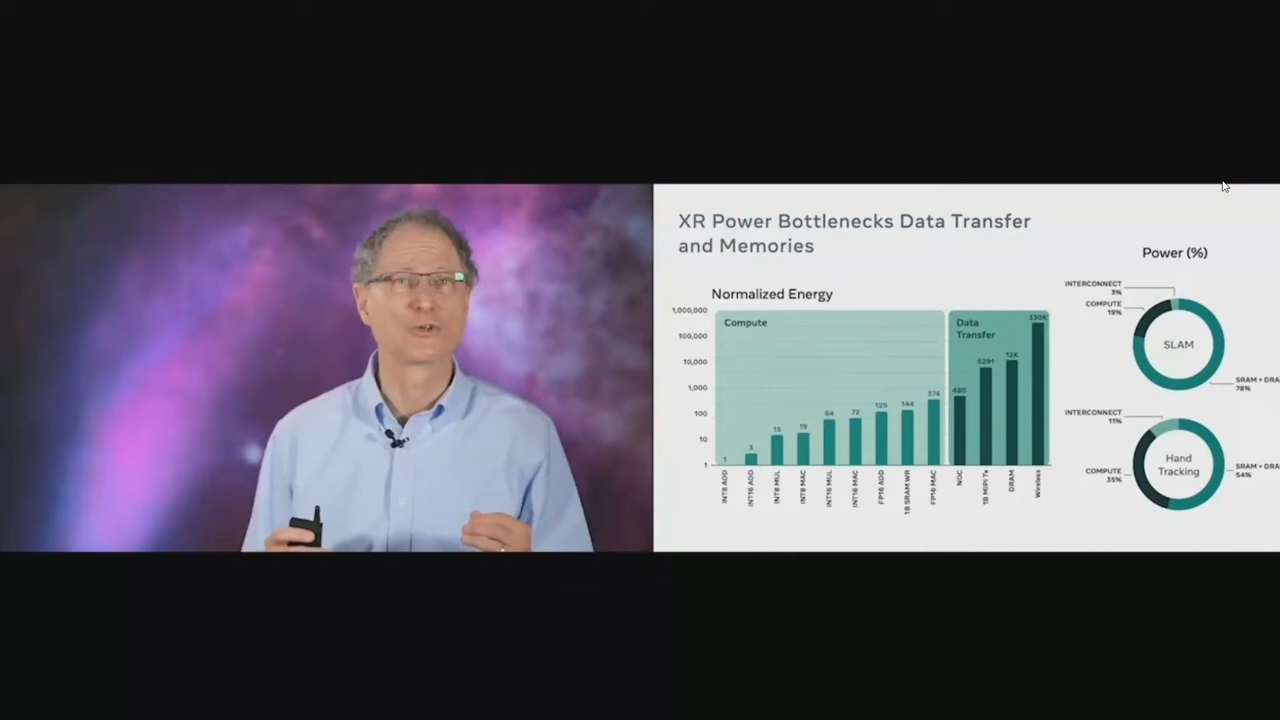 XR Power Bottlenecks Data Transfer
and Memories
Power (%)
Normalized Energy
1,000,000
100,000
10,000
1,000
100
10
1
Compute
Data
Transfer
1
3
15
19
64
72
125
144
374
480
6291
12K
330K
INT8 ADD
INT16 ADD
INT8 MUL
INT8 MAC
INT16 MUL
INT16 MAC
FP16 ADD
1B SRAM WR
FP16 MAC
NOC
1B MIPI Tx
DRAM
Wireless
INTERCONNECT
3%
COMPUTE
19%
SLAM
SRAM + DRA
78%
INTERCONNECT
11%
COMPUTE
35%
Hand
Tracking
SRAM + DRA
54%